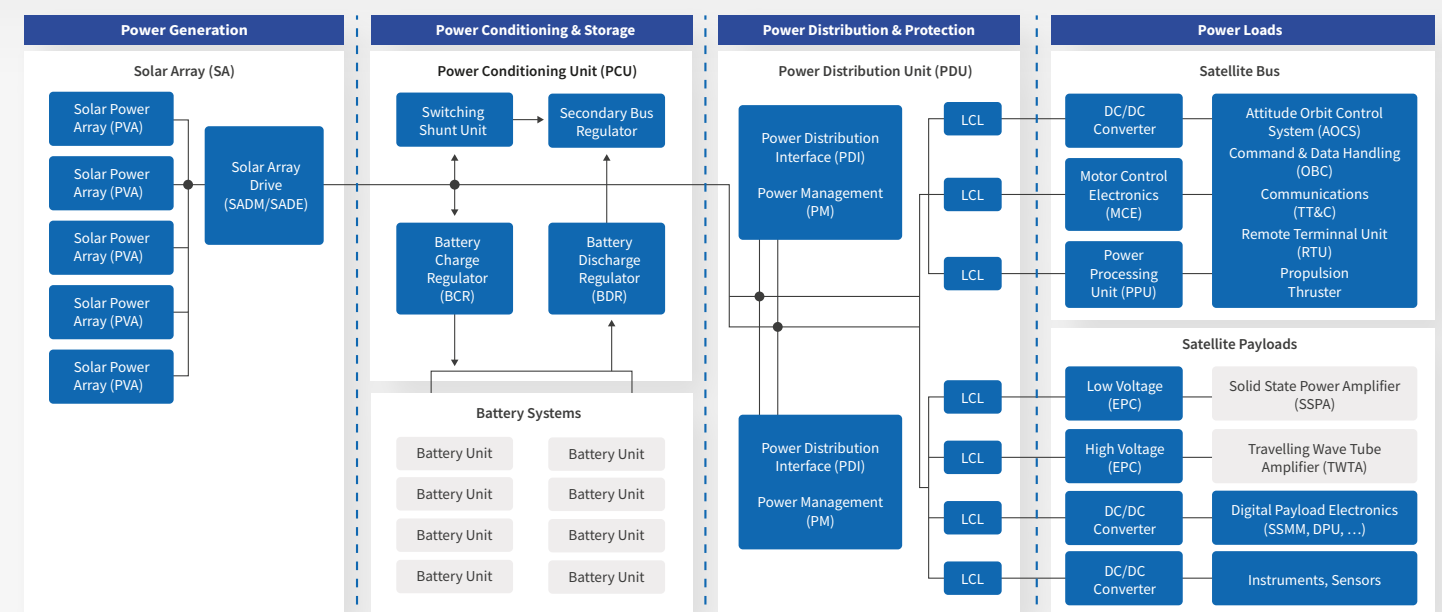 Power Generation
Solar Array (SA)
Solar Power
Array (PVA)
Solar Power
Array (PVA)
Solar Power
Array (PVA)
Solar Power
Array (PVA)
Solar Power
Array (PVA)
Solar Array
Drive
(SADM/SADE)
Power Conditioning & Storage
Power Conditioning Unit (PCU)
Switching
Shunt Unit
Secondary Bus
Regulator
Battery
Charge
Regulator
(BCR)
Battery
Discharge
Regulator
(BDR)
Battery Systems
Battery Unit
Battery Unit
Battery Unit
Battery Unit
Battery Unit
Battery Unit
Battery Unit
Battery Unit
Power Distribution & Protection
Power Distribution Unit (PDU)
Power Distribution
Interface (PDI)
Power Management
(PM)
Power Distribution
Interface (PDI)
Power Management
(PM)
LCL
LCL
LCL
LCL
LCL
LCL
LCL
Power Loads
Satellite Bus
DC/DC
Converter
Motor Control
Electronics
(MCE)
Power
Processing
Unit (PPU)
Attitude Orbit Control
System (AOCS)
Command & Data Handling
(OBC)
Communications
(TT&C)
Remote Terminnal Unit
(RTU)
Propulsion
Thruster
Satellite Payloads
Low Voltage
(EPC)
Solid State Power Amplifier
(SSPA)
High Voltage
(EPC)
Travelling Wave Tube
Amplifier (TWTA)
DC/DC
Converter
Digital Payload Electronics
(SSMM, DPU, …)
DC/DC
Converter
Instruments, Sensors